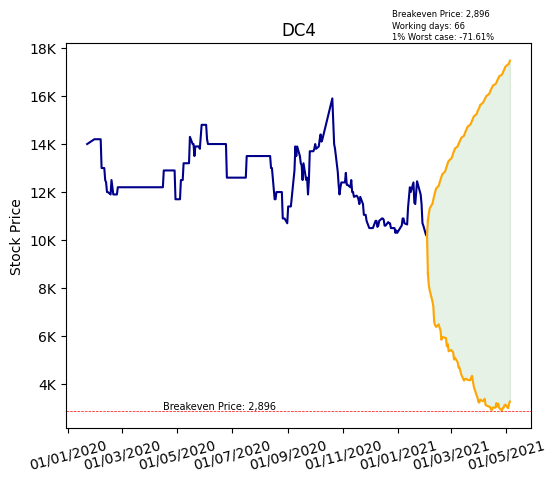 Breakeven Price: 2,896
Working days: 66
1% Worst case: -71.61%
DC4
18K
16K
14K
12K
10K
8K
6K
4K
Stock Price
Breakeven Price: 2,896
01/01/2020
01/03/2020
01/05/2020
01/07/2020
01/09/2020
01/11/2020
01/01/2021
01/03/2021
01/05/2021